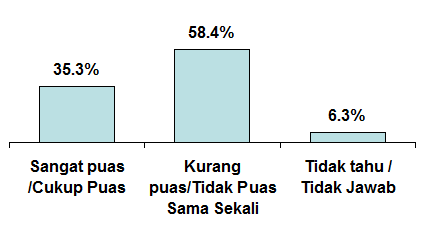 35.3%
58.4%
6.3%
Sangat puas
/Cukup Puas
Kurang
puas/Tidak Puas
Sama Sekali
Tidak tahu /
Tidak Jawab